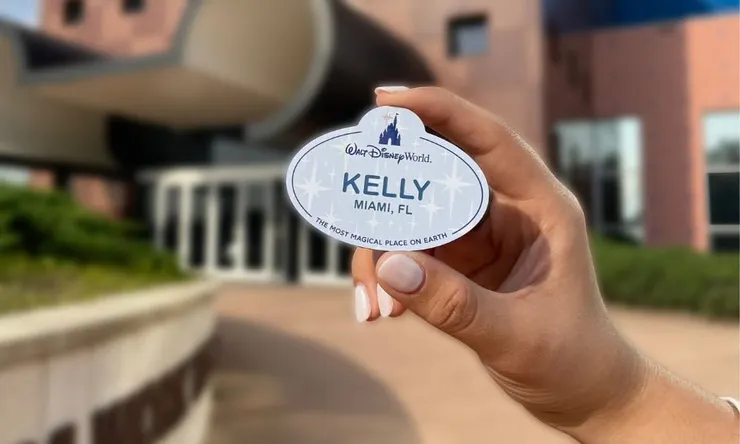 Walt Disney World.
KELLY
MIAMI, FL
THE MOST MAGICAL PLACE ON EARTH